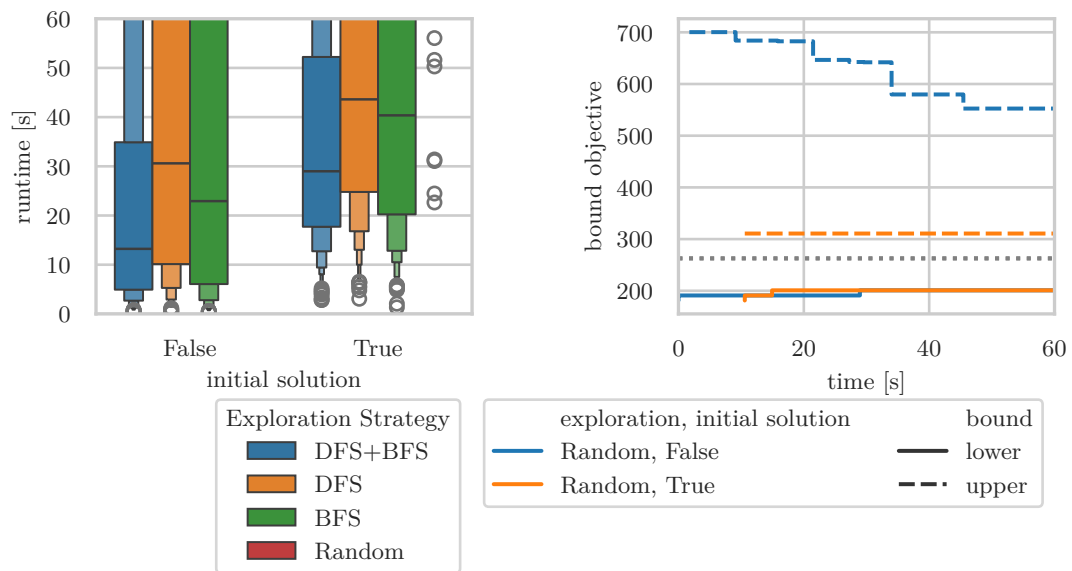 60
50
40
30
20
10
0
runtime [s]
False
True
initial solution
700
600
500
400
300
200
bound objective
0
20
40
60
time [s]
Exploration Strategy
DFS+BFS
DFS
BFS
Random
exploration, initial solution
Random, False
Random, True
bound
lower
upper